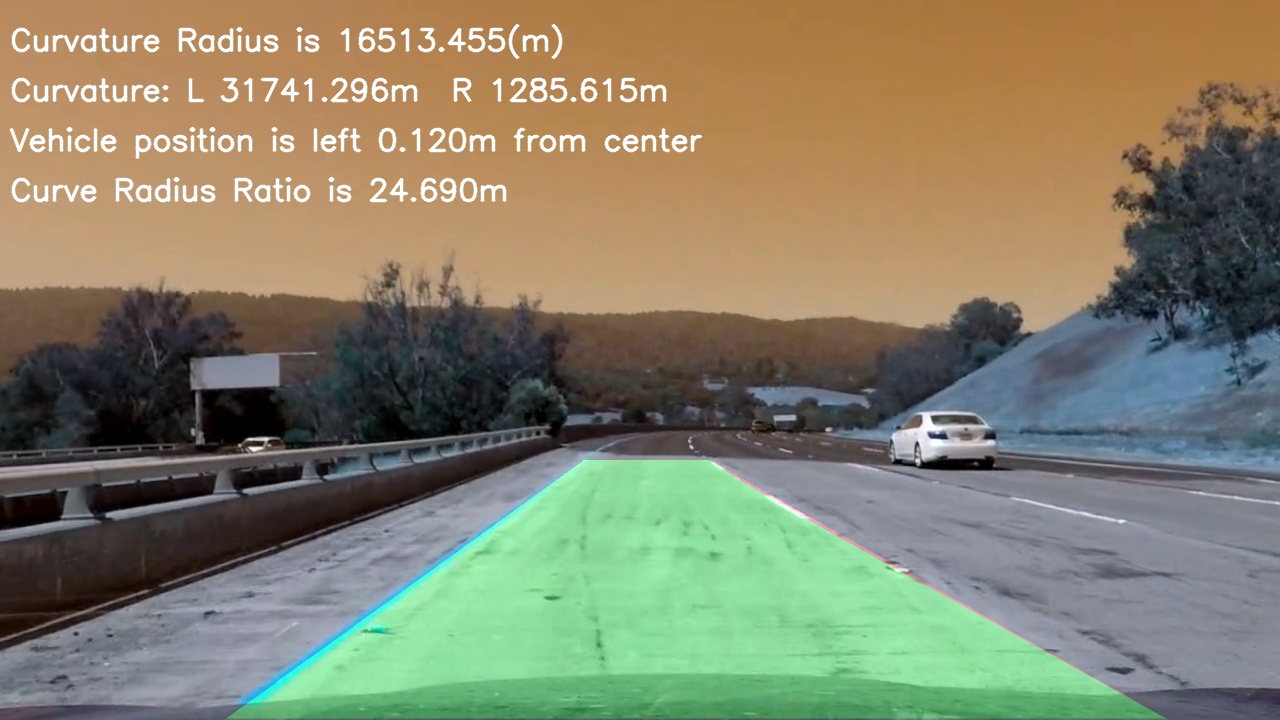 Curvature Radius is 16513.455(m)
Curvature: L 31741.296m R 1285.615m
Vehicle position is left 0.120m from center
Curve Radius Ratio is 24.690m